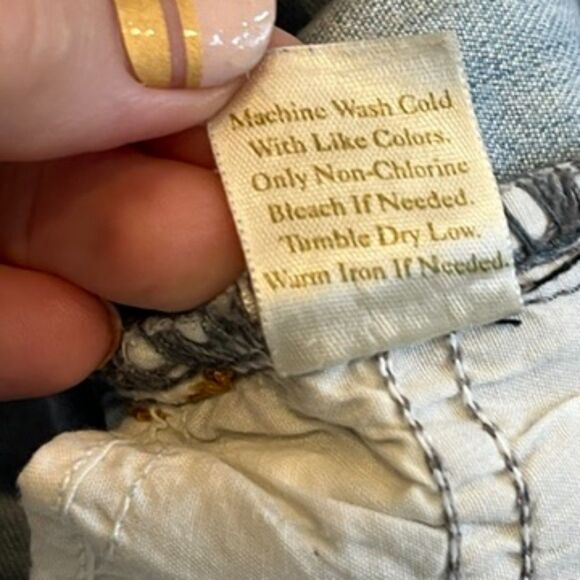 Machine Wash Cold
With Like Colors.
Only Non-Chlorine
Bleach If Needed.
Tumble Dry Low.
Warm Iron If Needed.